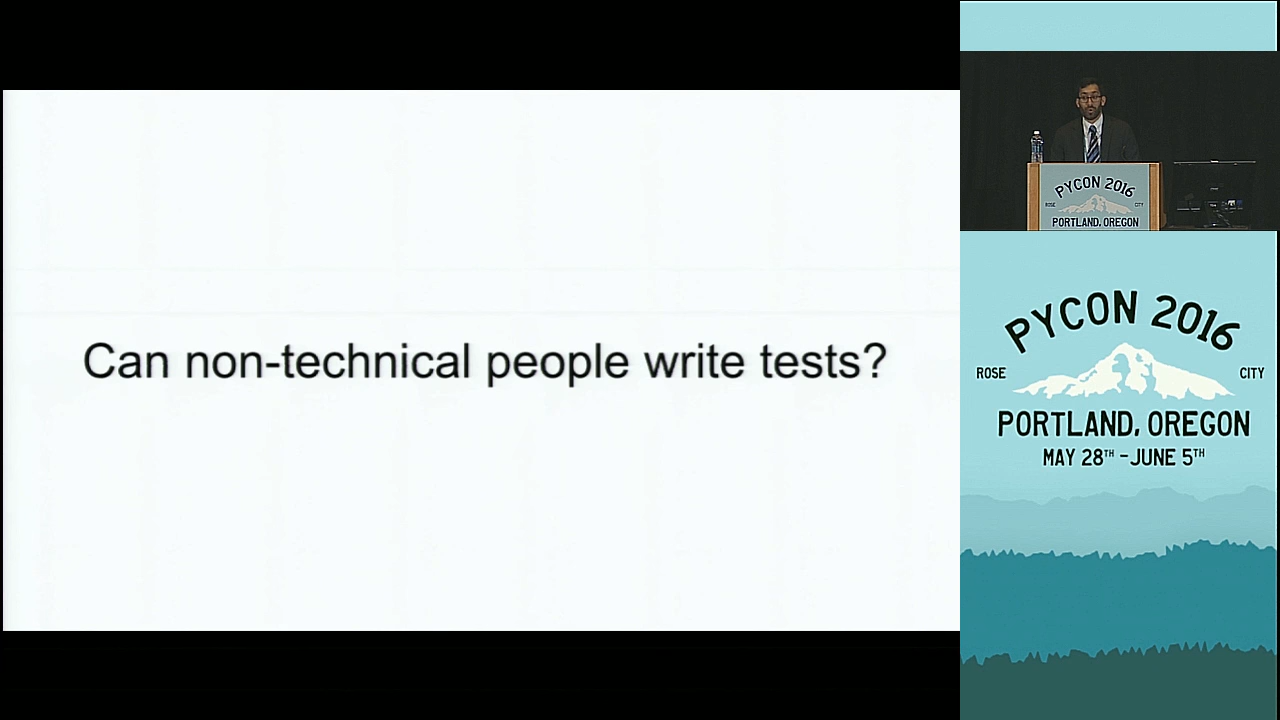 Can non-technical people write tests?
PYCON 2016
ROSE
CITY
PORTLAND, OREGON
PYCON 2016
ROSE
CITY
PORTLAND, OREGON
MAY 28TH - JUNE 5TH